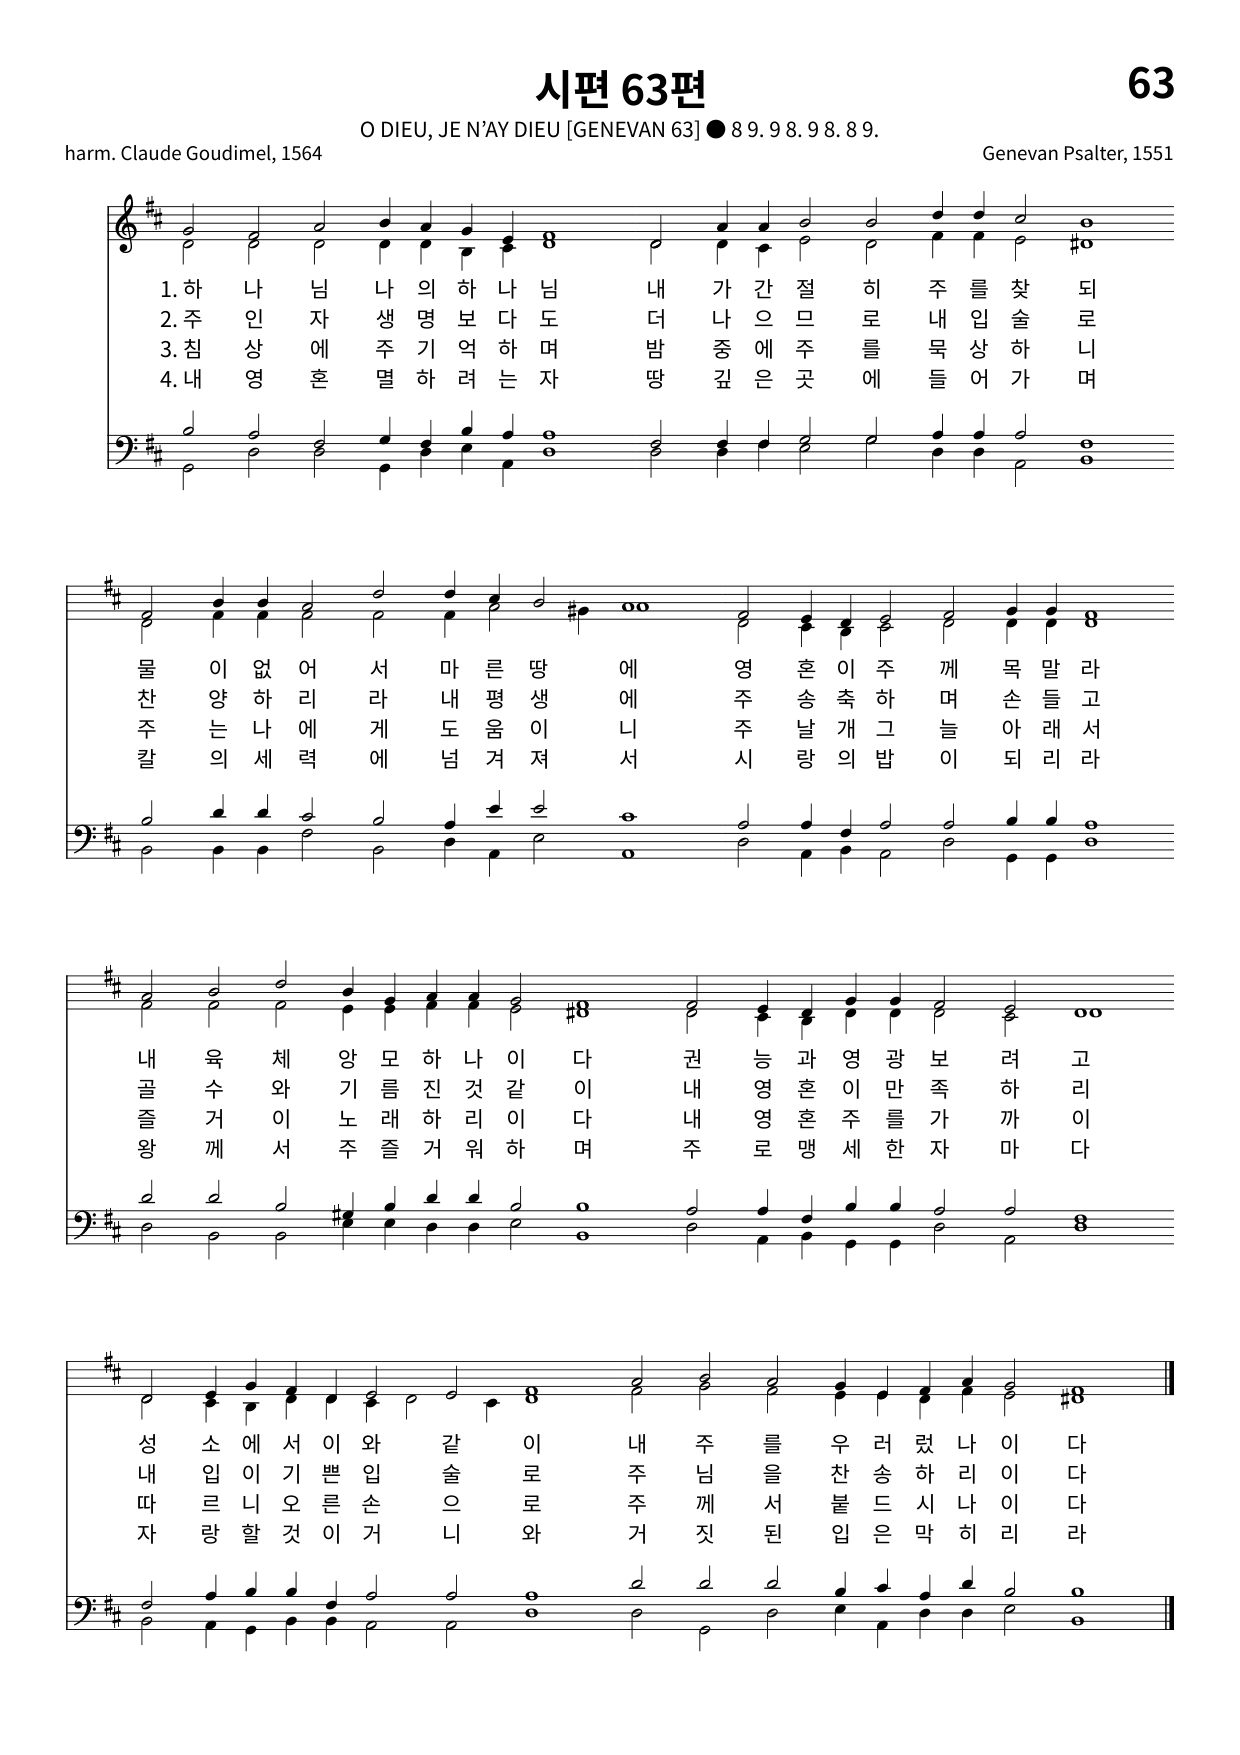 63
시편 63편
O DIEU, JE N’AY DIEU [GENEVAN 63] ● 8 9. 9 8. 9 8. 8 9.
harm. Claude Goudimel, 1564
Genevan Psalter, 1551
1. 하 나 님 나 의 하 나 님 내 가 간 절 히 주 를 찾 되
2. 주 인 자 생 명 보 다 도 더 나 으 므 로 내 입 술 로
3. 침 상 에 주 기 억 하 며 밤 중 에 주 를 묵 상 하 니
4. 내 영 혼 멸 하 려 는 자 땅 깊 은 곳 에 들 어 가 며
물 이 없 어 서 마 른 땅 에 영 혼 이 주 께 목 말 라
찬 양 하 리 라 내 평 생 에 주 송 축 하 며 손 들 고
주 는 나 에 게 도 움 이 니 주 날 개 그 늘 아 래 서
칼 의 세 력 에 넘 겨 져 서 시 랑 의 밥 이 되 리 라
내 육 체 앙 모 하 나 이 다 권 능 과 영 광 보 려 고
골 수 와 기 름 진 것 같 이 내 영 혼 이 만 족 하 리
즐 거 이 노 래 하 리 이 다 내 영 혼 주 를 가 까 이
왕 께 서 주 즐 거 워 하 며 주 로 맹 세 한 자 마 다
성 소 에 서 이 와 같 이 내 주 를 우 러 렀 나 이 다
내 입 이 기 쁜 입 술 로 주 님 을 찬 송 하 리 이 다
따 르 니 오 른 손 으 로 주 께 서 붙 드 시 나 이 다
자 랑 할 것 이 거 니 와 거 짓 된 입 은 막 히 리 라